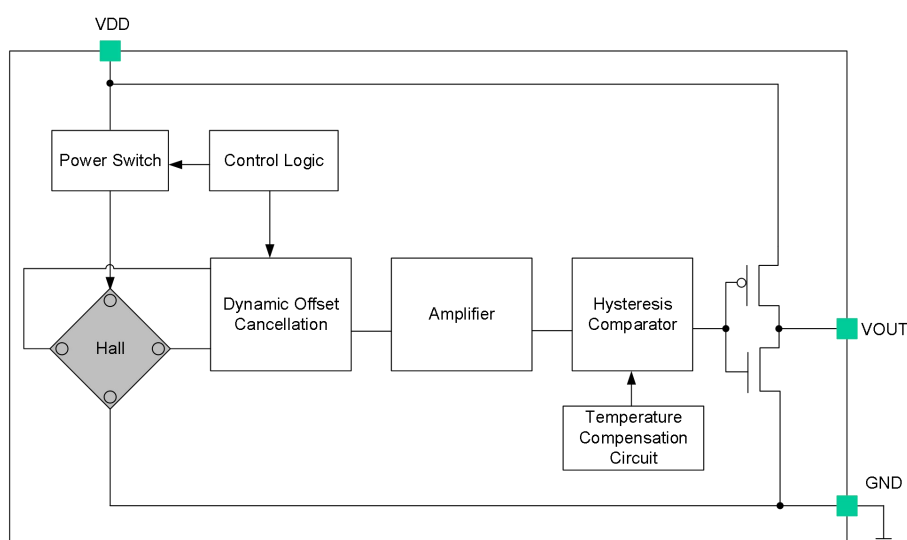 VDD
Power Switch
Control Logic
Dynamic Offset
Cancellation
Amplifier
Hysteresis
Comparator
Hall
VOUT
Temperature
Compensation
Circuit
GND